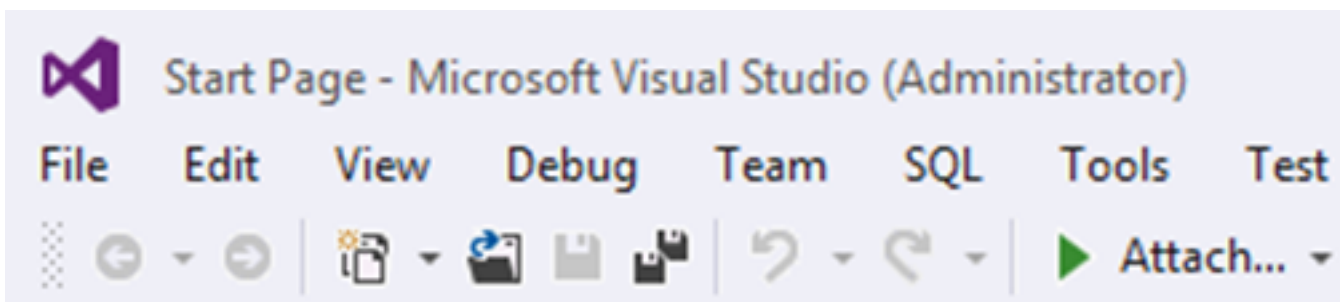 Start Page - Microsoft Visual Studio (Administrator)
File Edit View Debug Team SQL Tools Test
Attach...